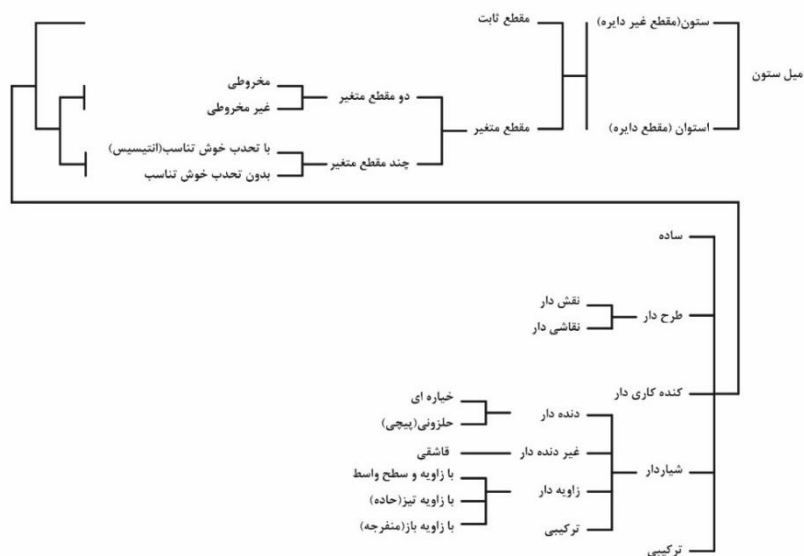 میل ستون
ستون(مقطع غیر دایره)
استوان (مقطع دایره)
مقطع ثابت
مقطع متغیر
دو مقطع متغیر
چند مقطع متغیر
مخروطی
غیر مخروطی
با تحدب خوش تناسب(انتیسیس)
بدون تحدب خوش تناسب
ساده
طرح دار
نقش دار
نقاشی دار
کنده کاری دار
شیاردار
دنده دار
خیاره ای
حلزونی(پیچی)
غیر دنده دار
قاشقی
زاویه دار
با زاویه و سطح واسط
با زاویه تیز(حاده)
با زاویه باز(منفرجه)
ترکیبی
ترکیبی